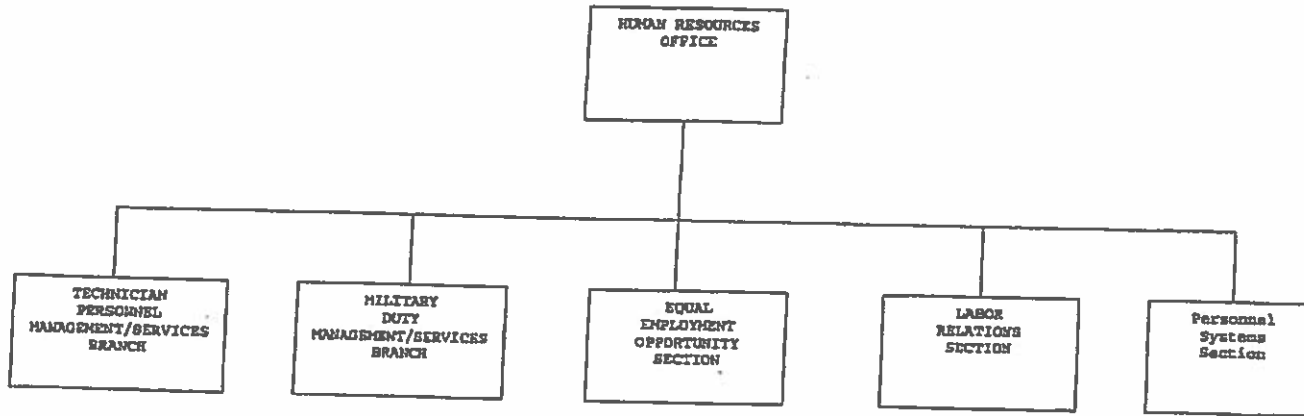 HUMAN RESOURCES
OFFICE
TECHNICIAN
PERSONNEL
MANAGEMENT/SERVICES
BRANCH
MILITARY
DUTY
MANAGEMENT/SERVICES
BRANCH
EQUAL
EMPLOYMENT
OPPORTUNITY
SECTION
LABOR
RELATIONS
SECTION
Personnel
Systems
Section